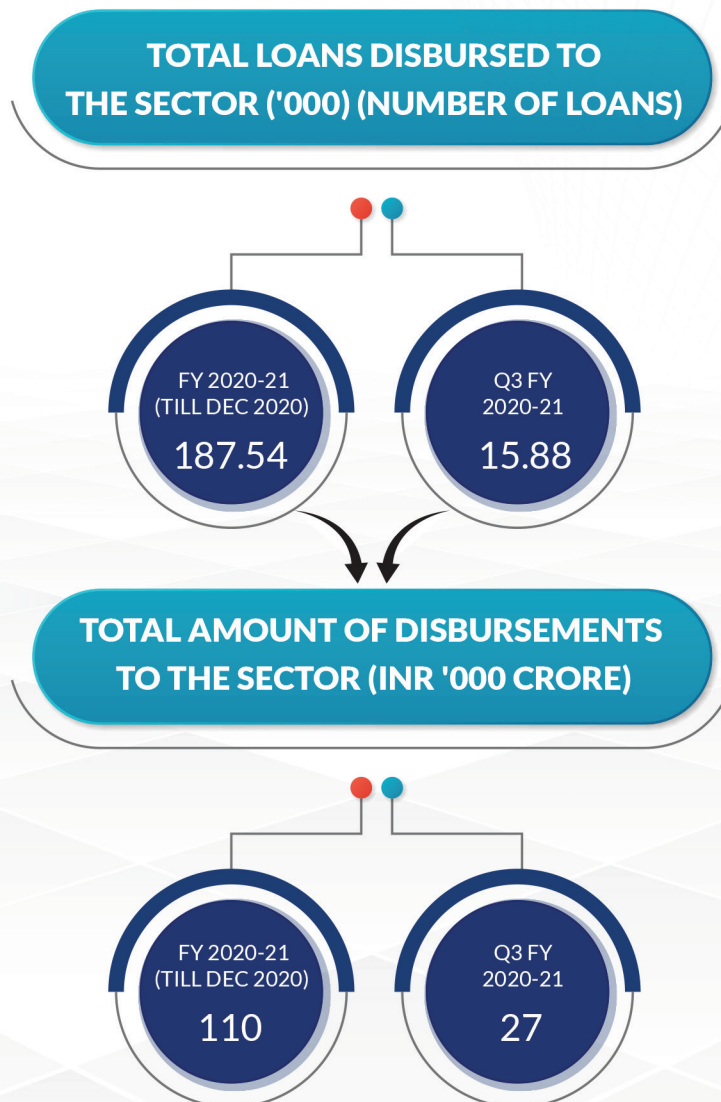 TOTAL LOANS DISBURSED TO
THE SECTOR ('000) (NUMBER OF LOANS)
FY 2020-21
(TILL DEC 2020)
187.54
Q3 FY
2020-21
15.88
TOTAL AMOUNT OF DISBURSEMENTS
TO THE SECTOR (INR '000 CRORE)
FY 2020-21
(TILL DEC 2020)
110
Q3 FY
2020-21
27